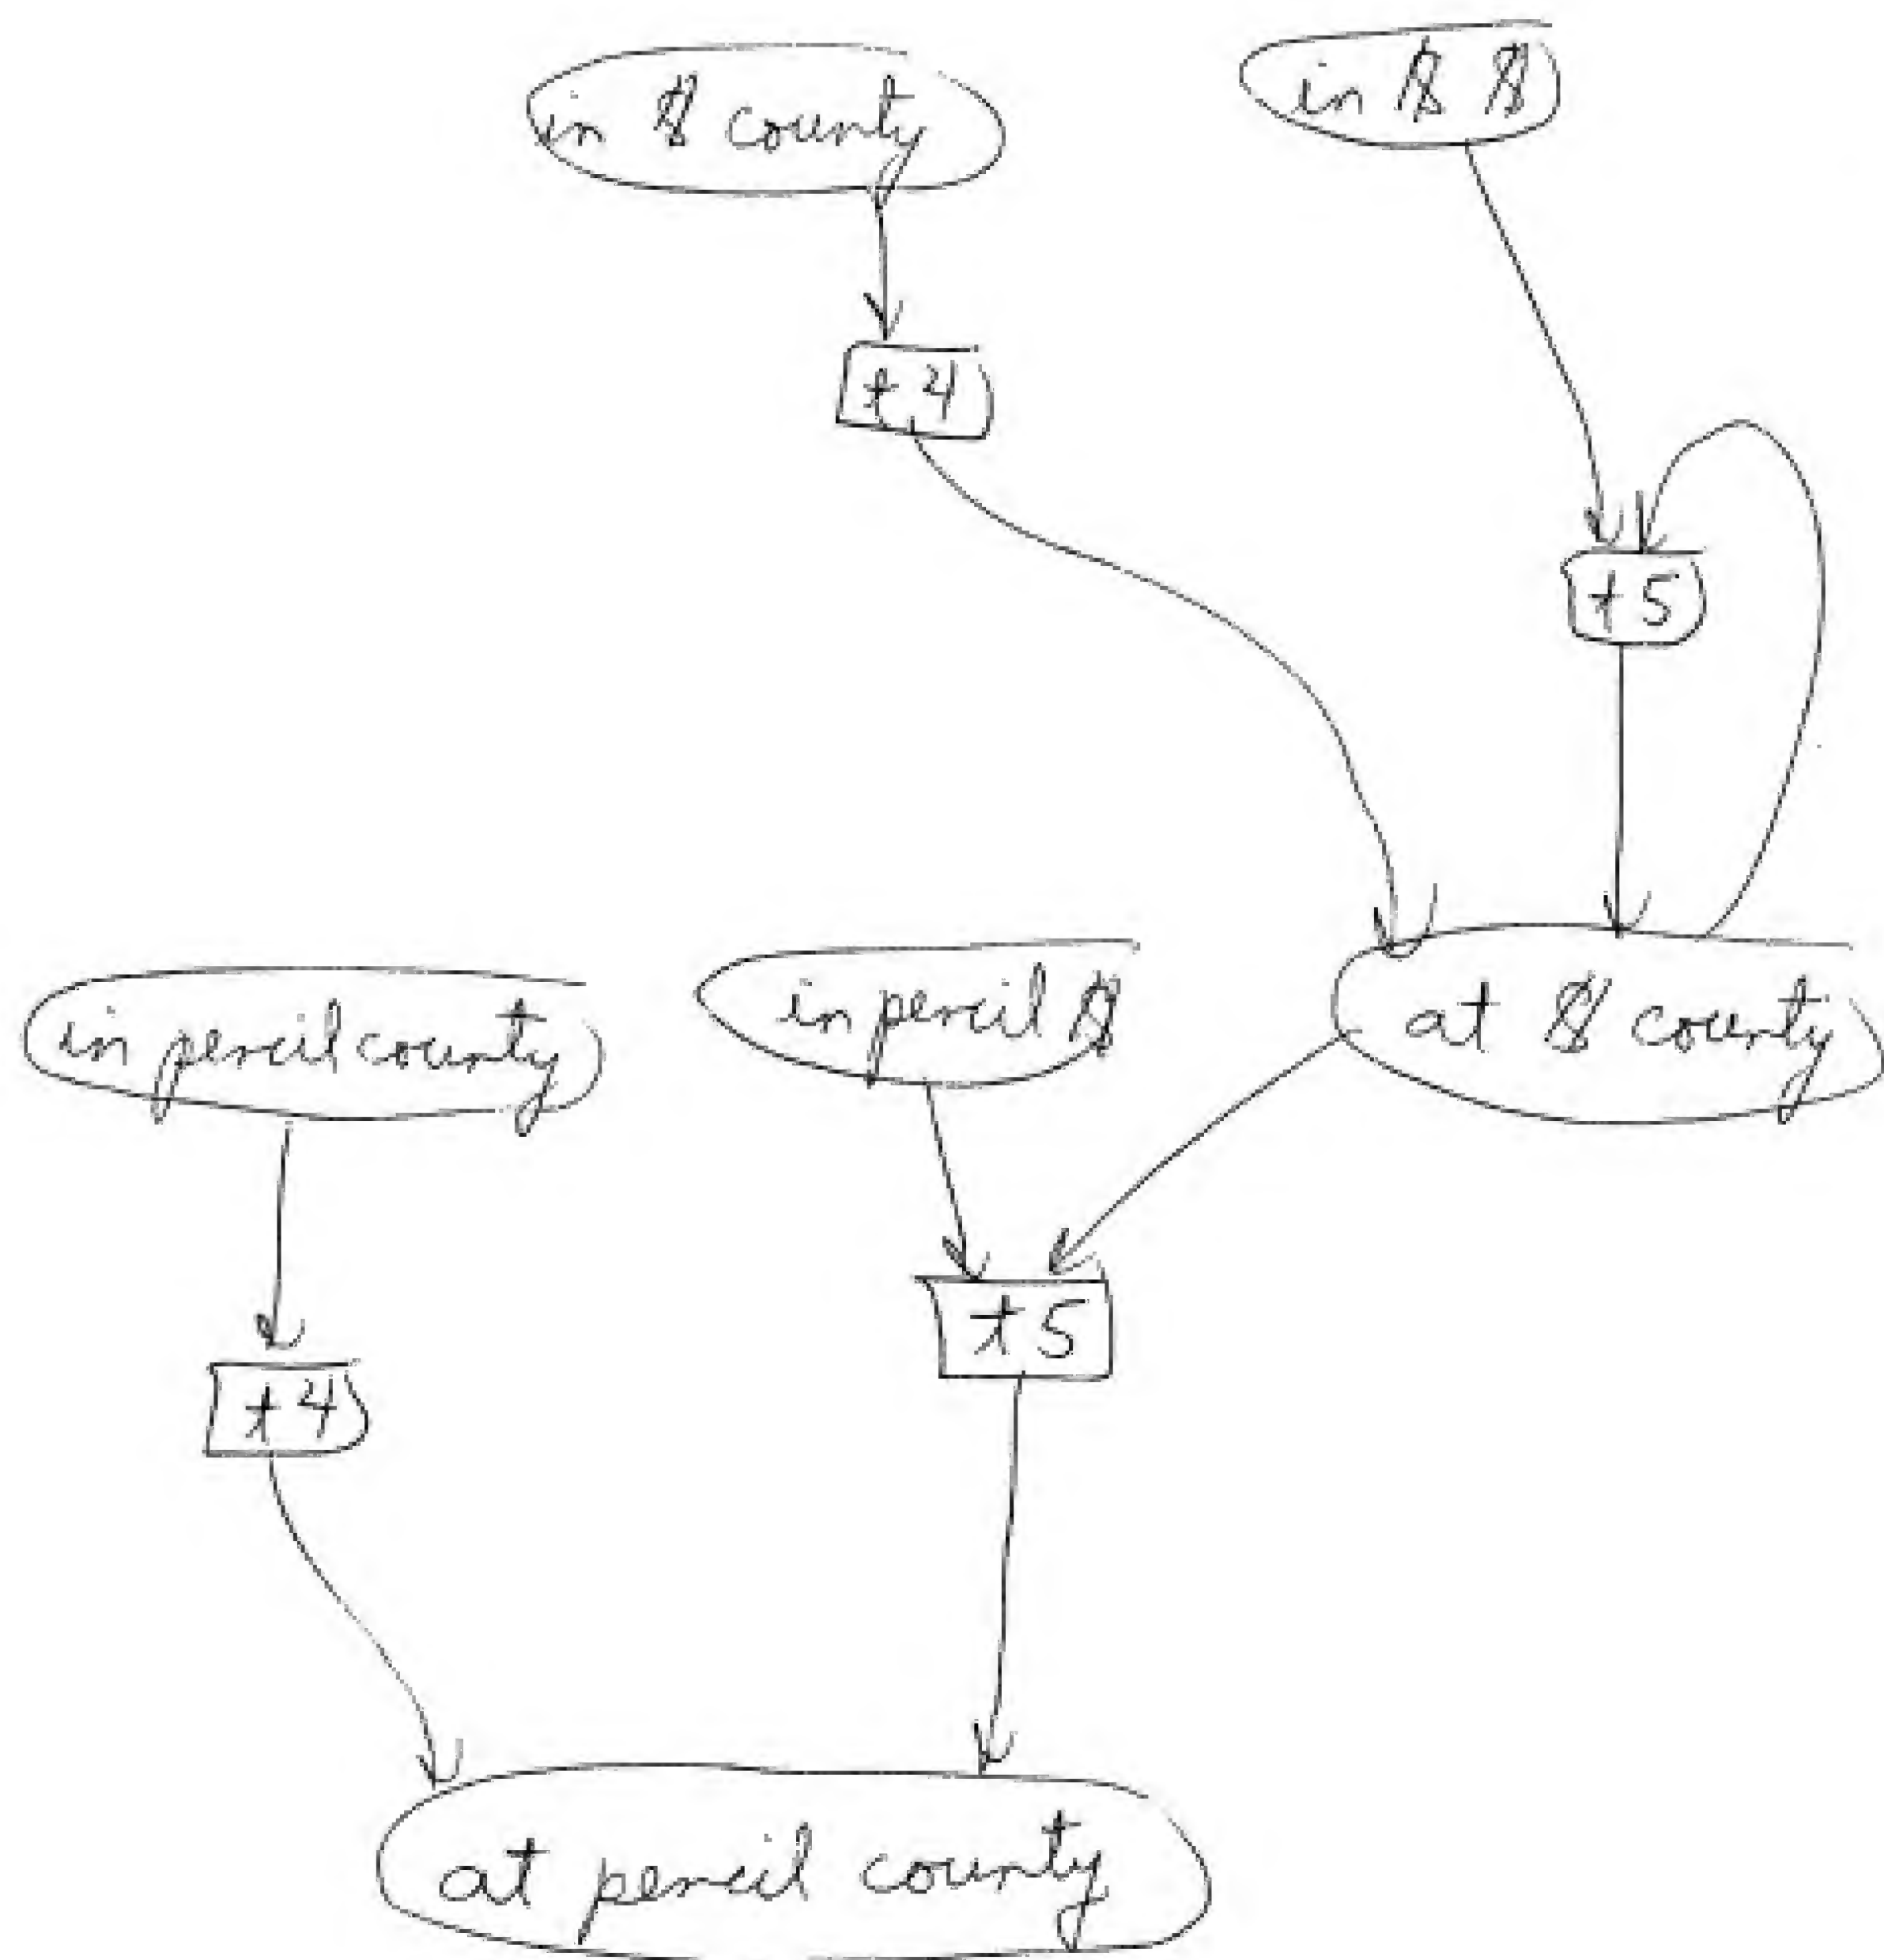 in $ county
in $ $
t4
t5
in pencil county
in pencil $
at $ county
t5
t4
at pencil county